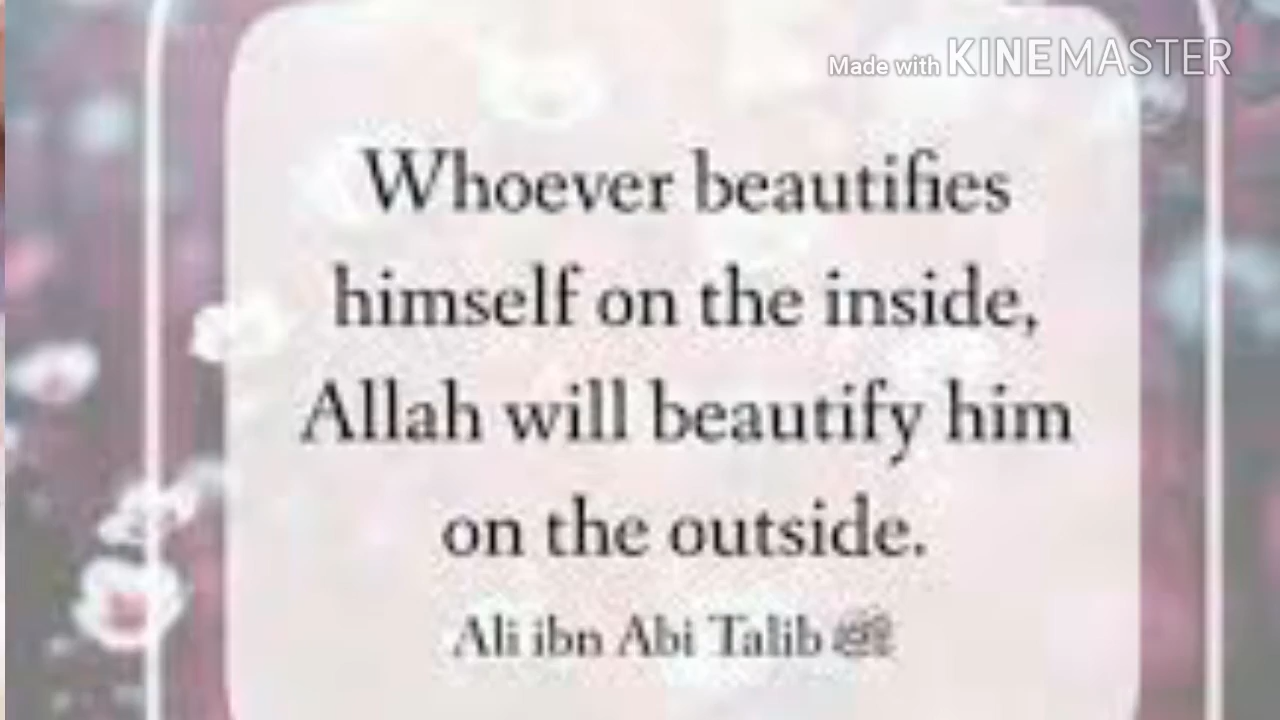 Made with KINEMASTER
Whoever beautifies
himself on the inside,
Allah will beautify him
on the outside.
Ali ibn Abi Talib